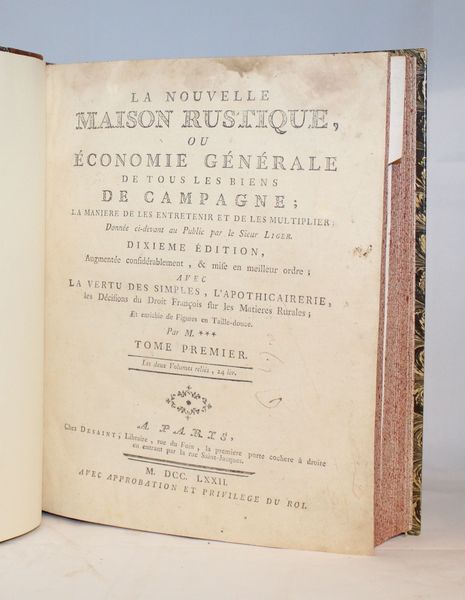 LA NOUVELLE
MAISON RUSTIQUE,
OU
ÉCONOMIE GÉNÉRALE
DE TOUS LES BIENS
DE CAMPAGNE;
LA MANIERE DE LES ENTRETENIR ET DE LES MULTIPLIER:
Donnée ci-devant au Public par le Sieur LIGER.
DIXIEME ÉDITION,
Augmentée considérablement, & mise en meilleur ordre;
AVEC
LA VERTU DES SIMPLES, L'APOTHICAIRERIE,
les Décisions du Droit François sur les Matieres Rurales;
Et enrichie de Figures en Taille-douce.
Par M. ***
TOME PREMIER.
Les deux Volumes reliés, 24 liv.
A PARIS,
Chez DESAINT, Libraire, rue du Foin, la premiere porte cochere à droite
en entrant par la rue Saint-Jacques.
M. DCC. LXXII.
AVEC APPROBATION ET PRIVILEGE DU ROI.